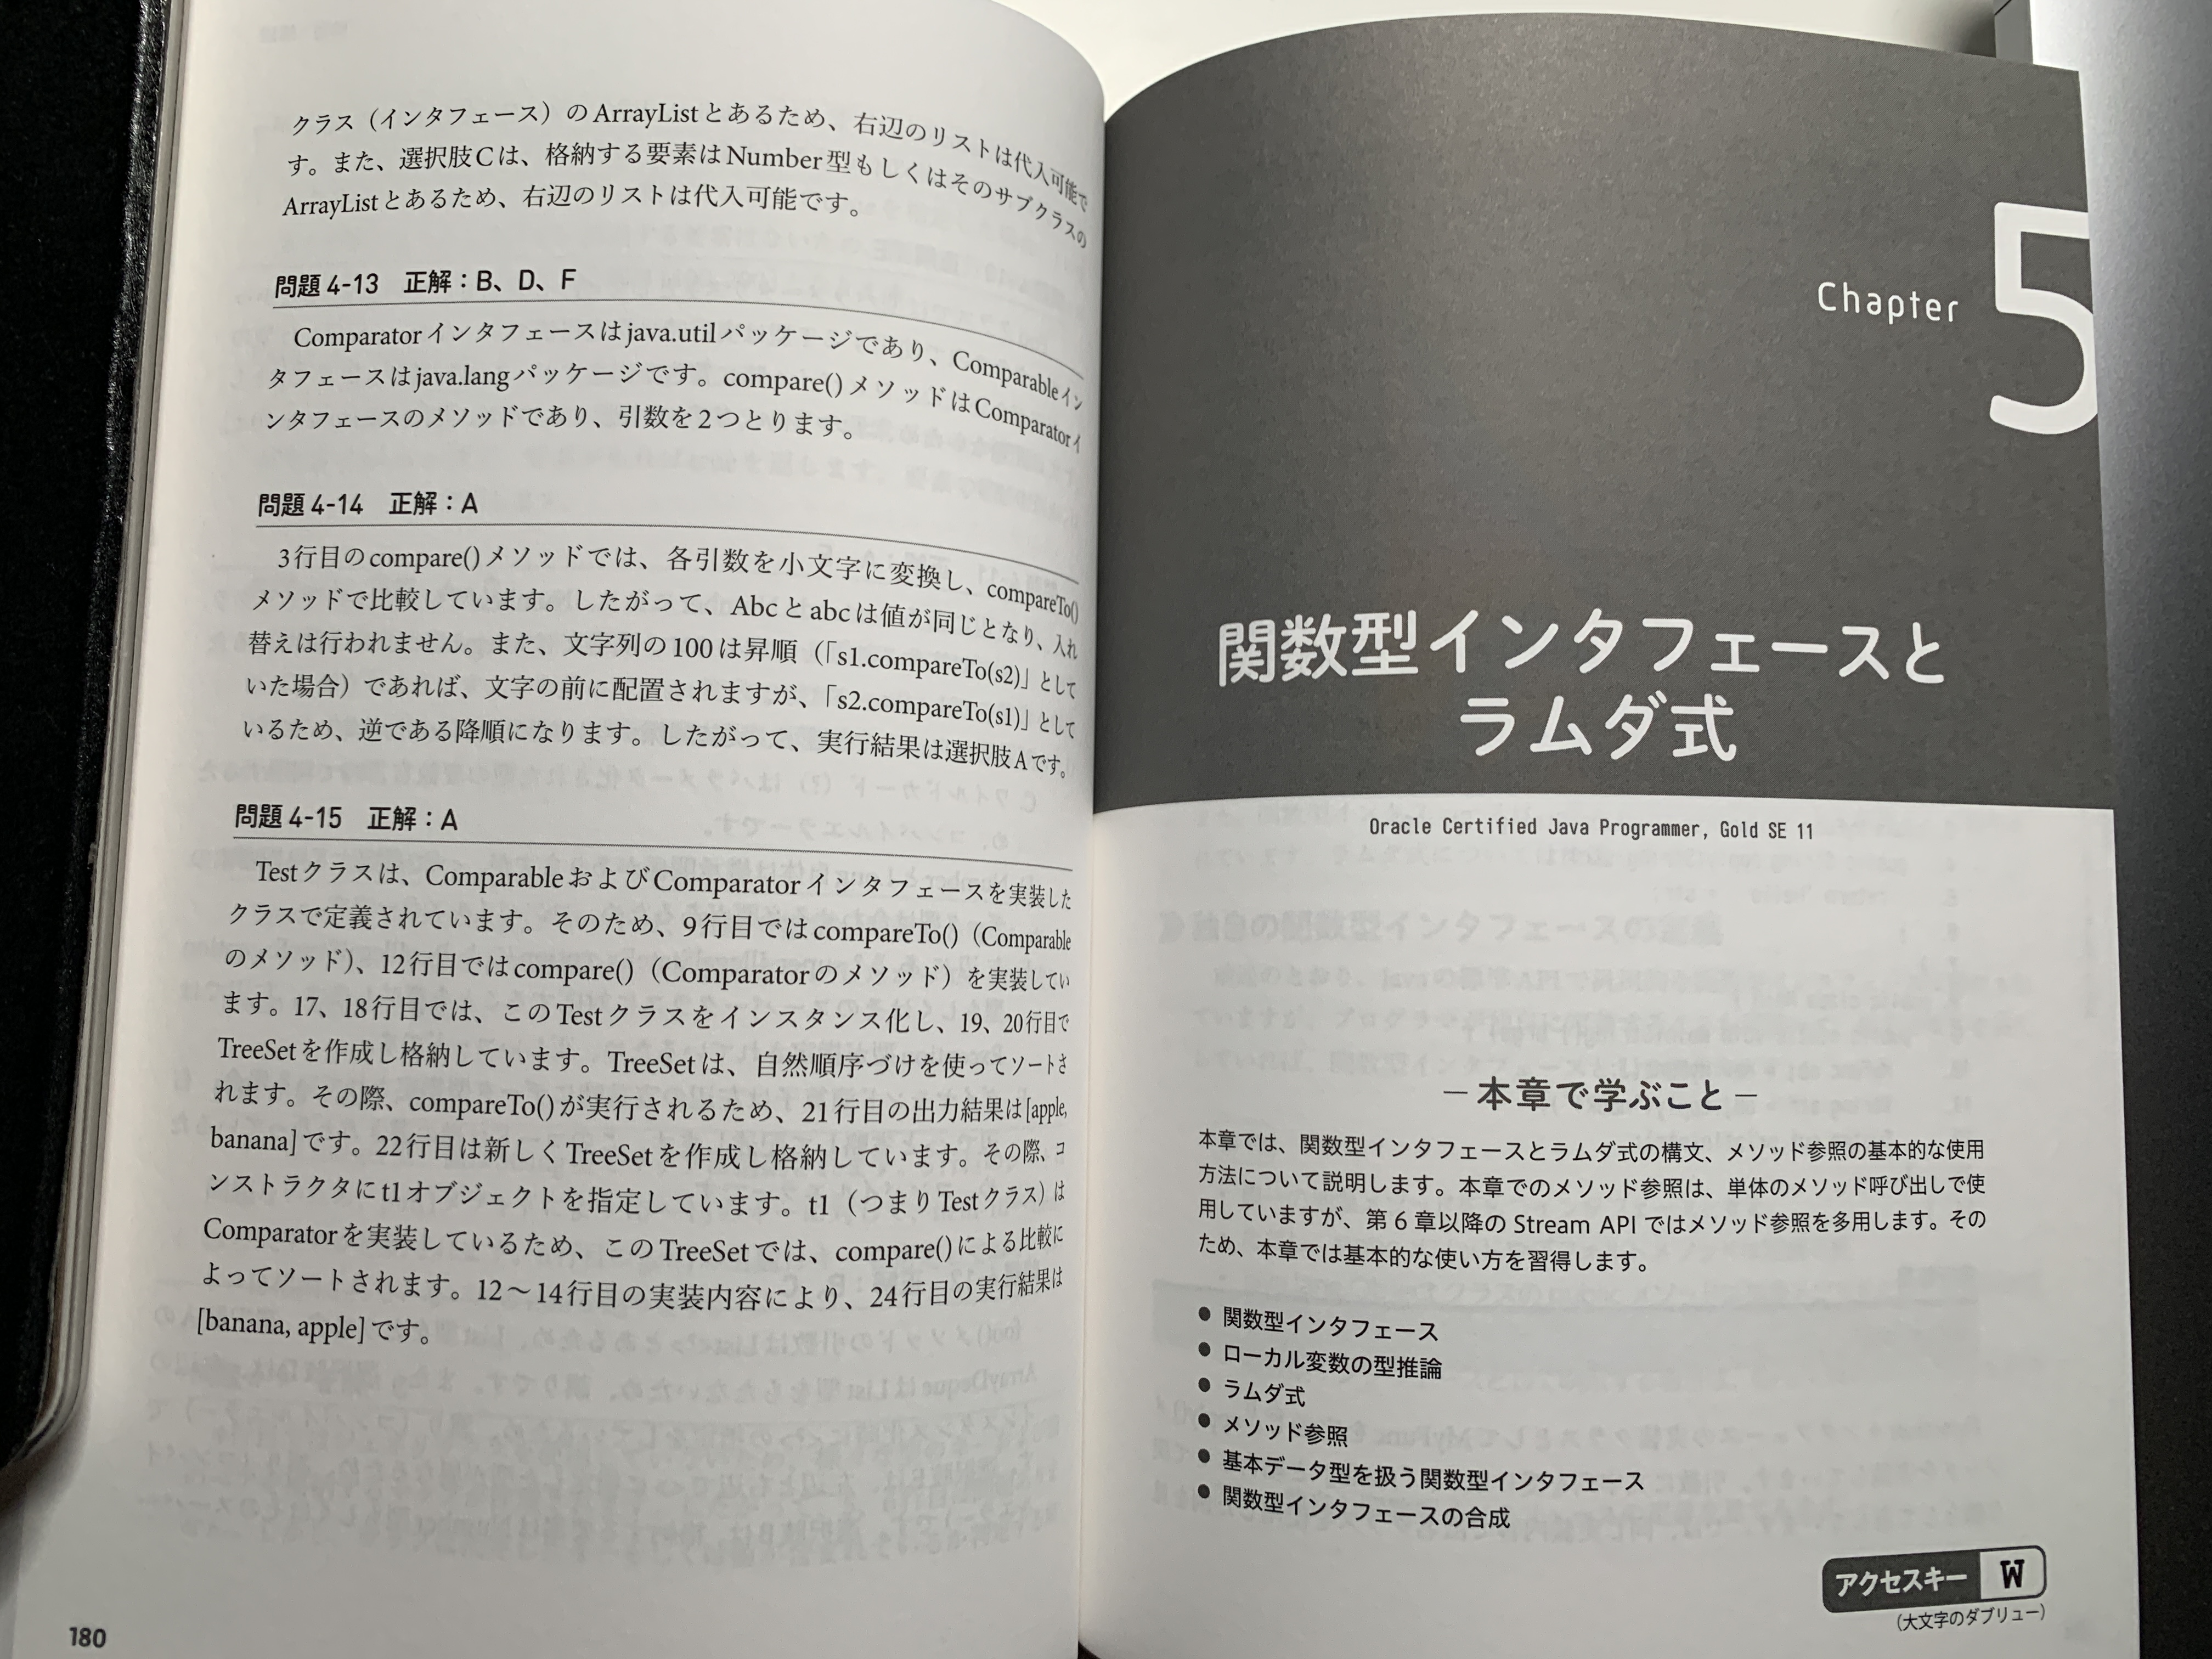 クラス（インタフェース）のArrayListとあるため、右辺のリストは代入可能で
す。また、選択肢Cは、格納する要素はNumber型もしくはそのサブクラスの
ArrayListとあるため、右辺のリストは代入可能です。
問題4-13 正解：B、D、F
Comparatorインタフェースはjava.utilパッケージであり、Comparableイン
タフェースはjava.langパッケージです。compare()メソッドはComparatorイ
ンタフェースのメソッドであり、引数を2つとります。
問題4-14 正解：A
3行目のcompare()メソッドでは、各引数を小文字に変換し、compareTo()
メソッドで比較しています。したがって、Abcとabcは値が同じとなり、入れ
替えは行われません。また、文字列の100は昇順（「s1.compareTo(s2)」として
いた場合）であれば、文字の前に配置されますが、「s2.compareTo(s1)」として
いるため、逆である降順になります。したがって、実行結果は選択肢Aです。
問題4-15 正解：A
Testクラスは、ComparableおよびComparatorインタフェースを実装した
クラスで定義されています。そのため、9行目ではcompareTo()（Comparable
のメソッド）、12行目ではcompare()（Comparatorのメソッド）を実装してい
ます。17、18行目では、このTestクラスをインスタンス化し、19、20行目で
TreeSetを作成し格納しています。TreeSetは、自然順序づけを使ってソートさ
れます。その際、compareTo()が実行されるため、21行目の出力結果は[apple,
banana]です。22行目は新しくTreeSetを作成し格納しています。その際、コ
ンストラクタにt1オブジェクトを指定しています。t1（つまりTestクラス）は
Comparatorを実装しているため、このTreeSetでは、compare()による比較に
よってソートされます。12～14行目の実装内容により、24行目の実行結果は
[banana, apple]です。
180
Chapter 5
関数型インタフェースと
ラムダ式
Oracle Certified Java Programmer, Gold SE 11
－本章で学ぶこと－
本章では、関数型インタフェースとラムダ式の構文、メソッド参照の基本的な使用
方法について説明します。本章でのメソッド参照は、単体のメソッド呼び出しで使
用していますが、第6章以降のStream APIではメソッド参照を多用します。その
ため、本章では基本的な使い方を習得します。
● 関数型インタフェース
● ローカル変数の型推論
● ラムダ式
● メソッド参照
● 基本データ型を扱う関数型インタフェース
● 関数型インタフェースの合成
アクセスキー W
（大文字のダブリュー）